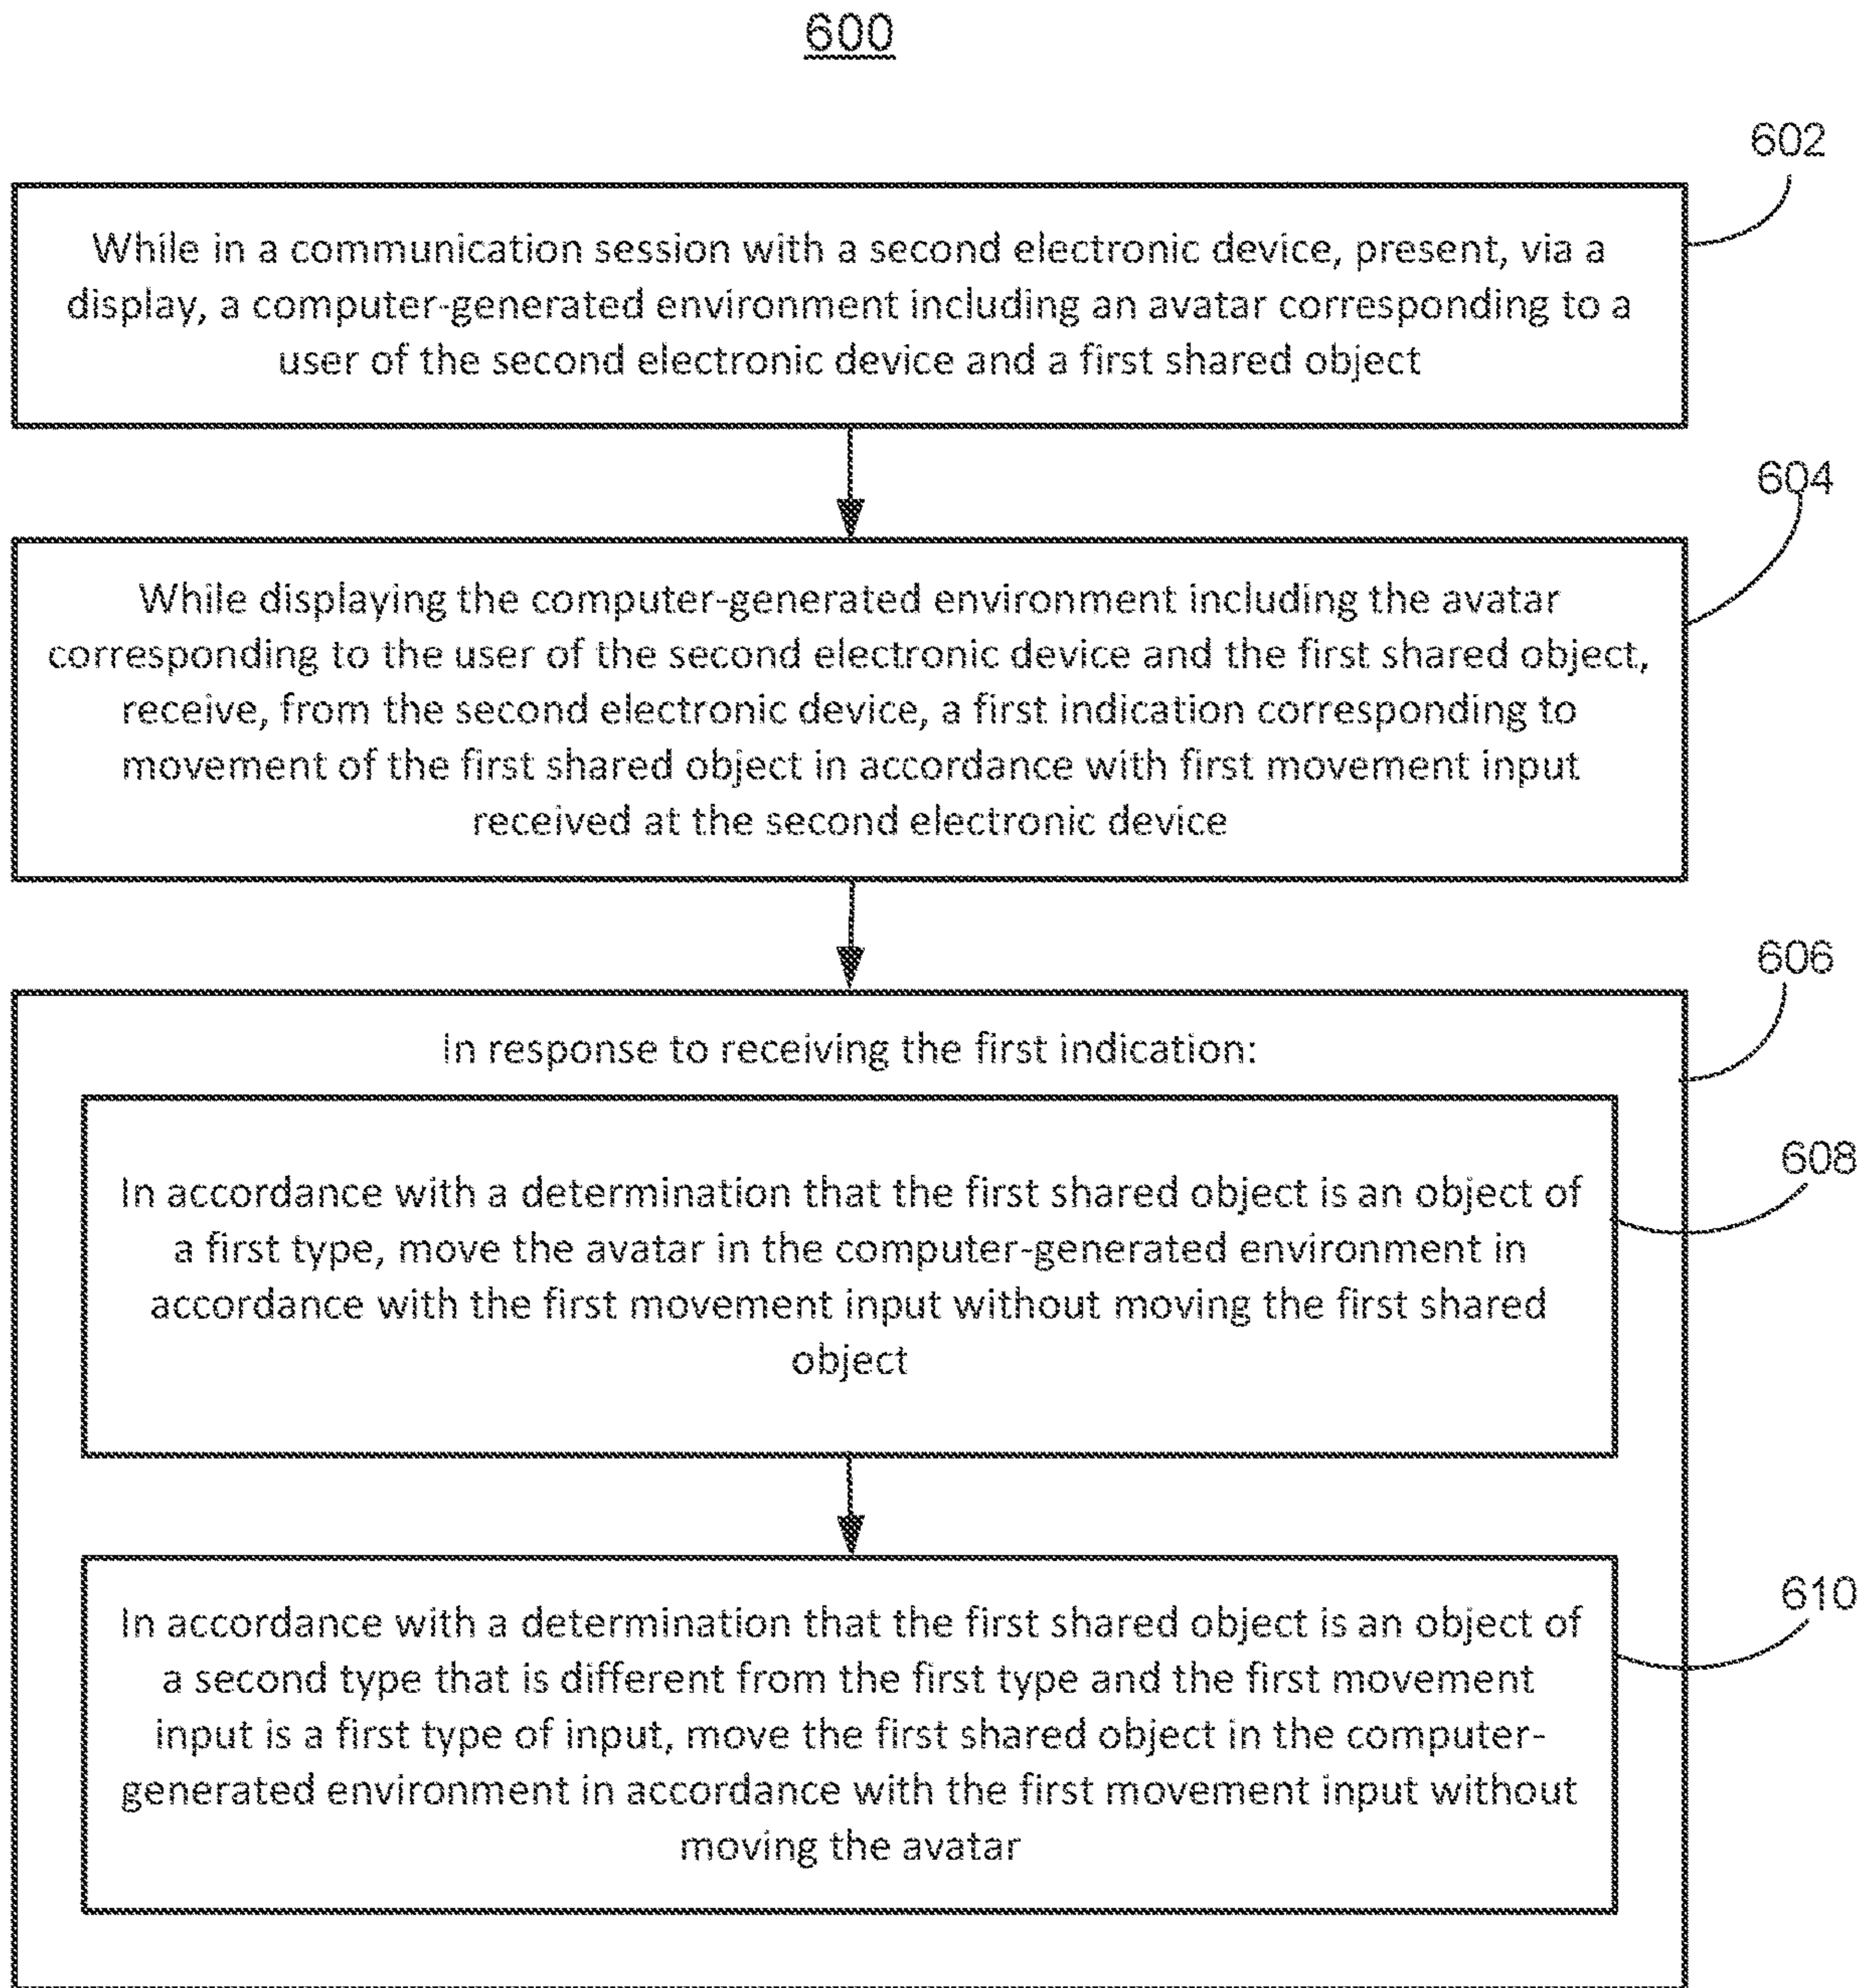 600
602
While in a communication session with a second electronic device, present, via a
display, a computer-generated environment including an avatar corresponding to a
user of the second electronic device and a first shared object
604
While displaying the computer-generated environment including the avatar
corresponding to the user of the second electronic device and the first shared object,
receive, from the second electronic device, a first indication corresponding to
movement of the first shared object in accordance with first movement input
received at the second electronic device
606
In response to receiving the first indication:
608
In accordance with a determination that the first shared object is an object of
a first type, move the avatar in the computer-generated environment in
accordance with the first movement input without moving the first shared
object
610
In accordance with a determination that the first shared object is an object of
a second type that is different from the first type and the first movement
input is a first type of input, move the first shared object in the computer-
generated environment in accordance with the first movement input without
moving the avatar